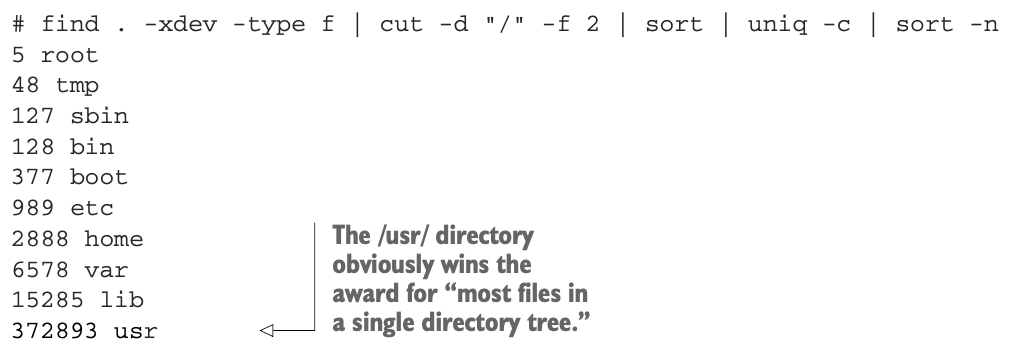 # find . -xdev -type f | cut -d "/" -f 2 | sort | uniq -c | sort -n
5 root
48 tmp
127 sbin
128 bin
377 boot
989 etc
2888 home
6578 var
15285 lib
372893 usr
The /usr/ directory
obviously wins the
award for “most files in
a single directory tree.”